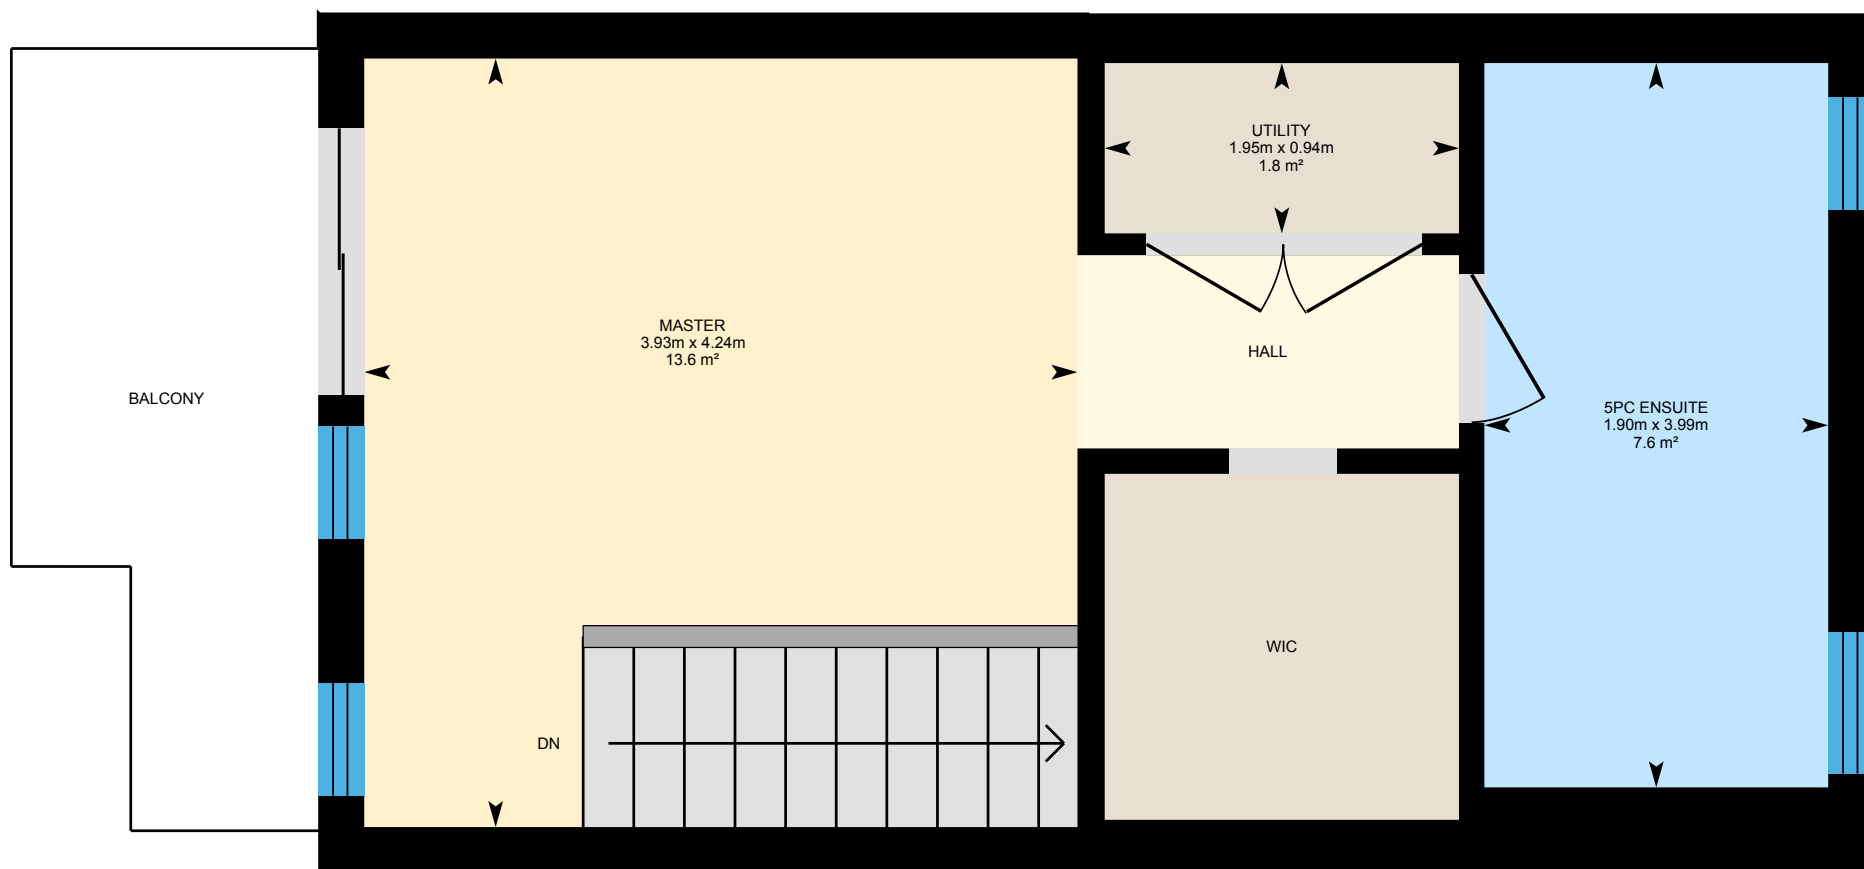 UTILITY
1.95m x 0.94m
1.8 m²
MASTER
3.93m x 4.24m
13.6 m²
HALL
BALCONY
5PC ENSUITE
1.90m x 3.99m
7.6 m²
WIC
DN